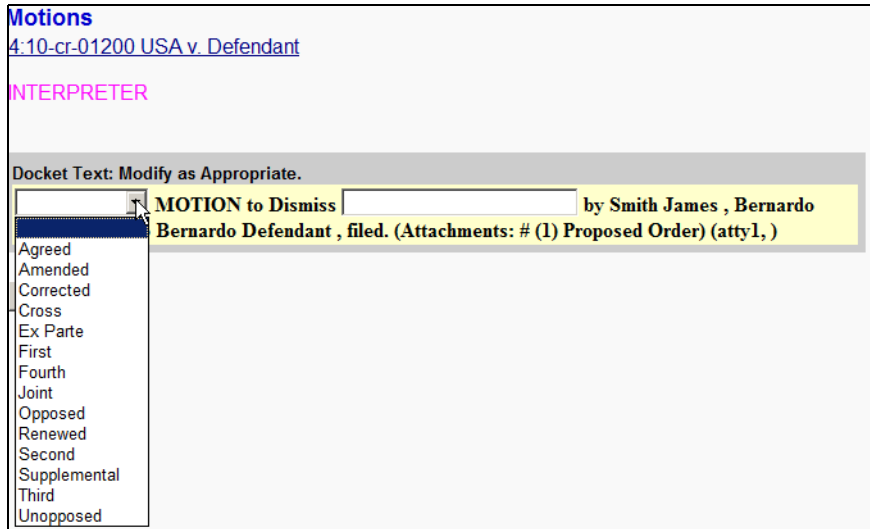 Motions
4:10-cr-01200 USA v. Defendant
INTERPRETER
Docket Text: Modify as Appropriate.
MOTION to Dismiss by Smith James , Bernardo
Bernardo Defendant , filed. (Attachments: # (1) Proposed Order) (atty1, )
Agreed
Amended
Corrected
Cross
Ex Parte
First
Fourth
Joint
Opposed
Renewed
Second
Supplemental
Third
Unopposed